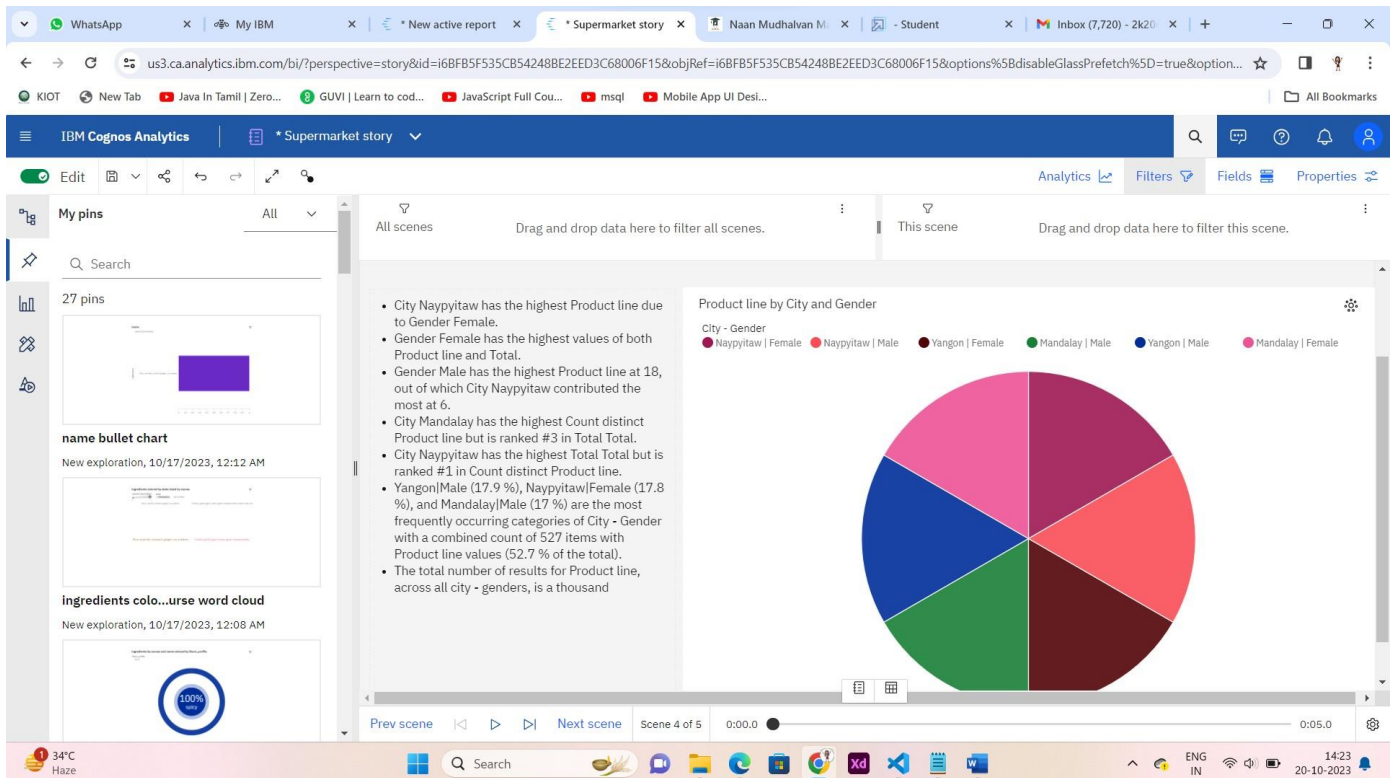 WhatsApp
My IBM
* New active report
* Supermarket story
Naan Mudhalvan M
- Student
Inbox (7,720) - 2k20
us3.ca.analytics.ibm.com/bi/?perspective=story&id=i6BFB5F535CB54248BE2EED3C68006F15&objRef=i6BFB5F535CB54248BE2EED3C68006F15&options%5BdisableGlassPrefetch%5D=true&option...
KIOT
New Tab
Java In Tamil | Zero...
GUVI | Learn to cod...
JavaScript Full Cou...
msql
Mobile App UI Desi...
All Bookmarks
IBM Cognos Analytics
* Supermarket story
Edit
Analytics
Filters
Fields
Properties
My pins
All
Search
27 pins
name bullet chart
New exploration, 10/17/2023, 12:12 AM
ingredients colo...urse word cloud
New exploration, 10/17/2023, 12:08 AM
100%
All scenes
Drag and drop data here to filter all scenes.
This scene
Drag and drop data here to filter this scene.
• City Naypyitaw has the highest Product line due
to Gender Female.
• Gender Female has the highest values of both
Product line and Total.
• Gender Male has the highest Product line at 18,
out of which City Naypyitaw contributed the
most at 6.
• City Mandalay has the highest Count distinct
Product line but is ranked #3 in Total Total.
• City Naypyitaw has the highest Total Total but is
ranked #1 in Count distinct Product line.
• Yangon|Male (17.9 %), Naypyitaw|Female (17.8
%), and Mandalay|Male (17 %) are the most
frequently occurring categories of City - Gender
with a combined count of 527 items with
Product line values (52.7 % of the total).
• The total number of results for Product line,
across all city - genders, is a thousand
Product line by City and Gender
City - Gender
Naypyitaw | Female
Naypyitaw | Male
Yangon | Female
Mandalay | Male
Yangon | Male
Mandalay | Female
Prev scene
Next scene
Scene 4 of 5
0:00.0
0:05.0
1
34°C
Haze
Search
Xd
W
ENG
IN
14:23
20-10-2023